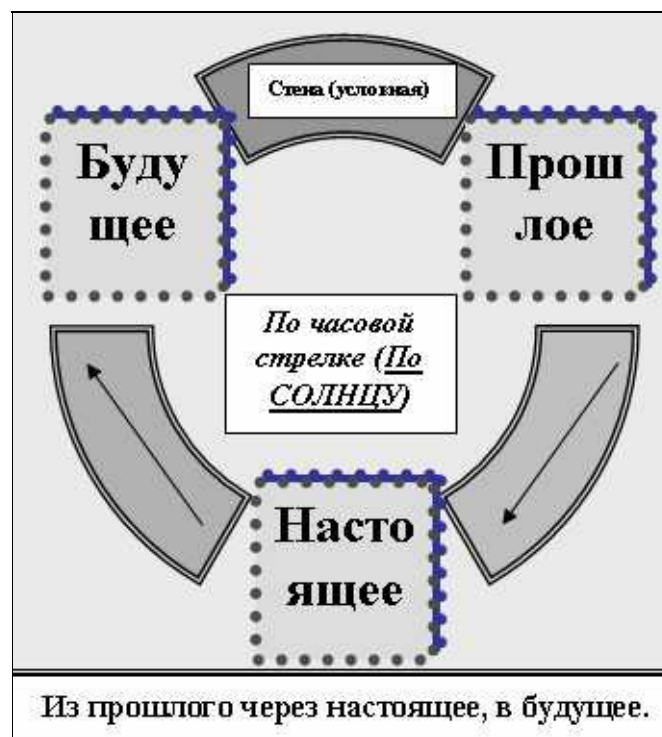 Стена (условная)
Буду
щее
Прош
лое
По часовой
стрелке (По
СОЛНЦУ)
Насто
ящее
Из прошлого через настоящее, в будущее.